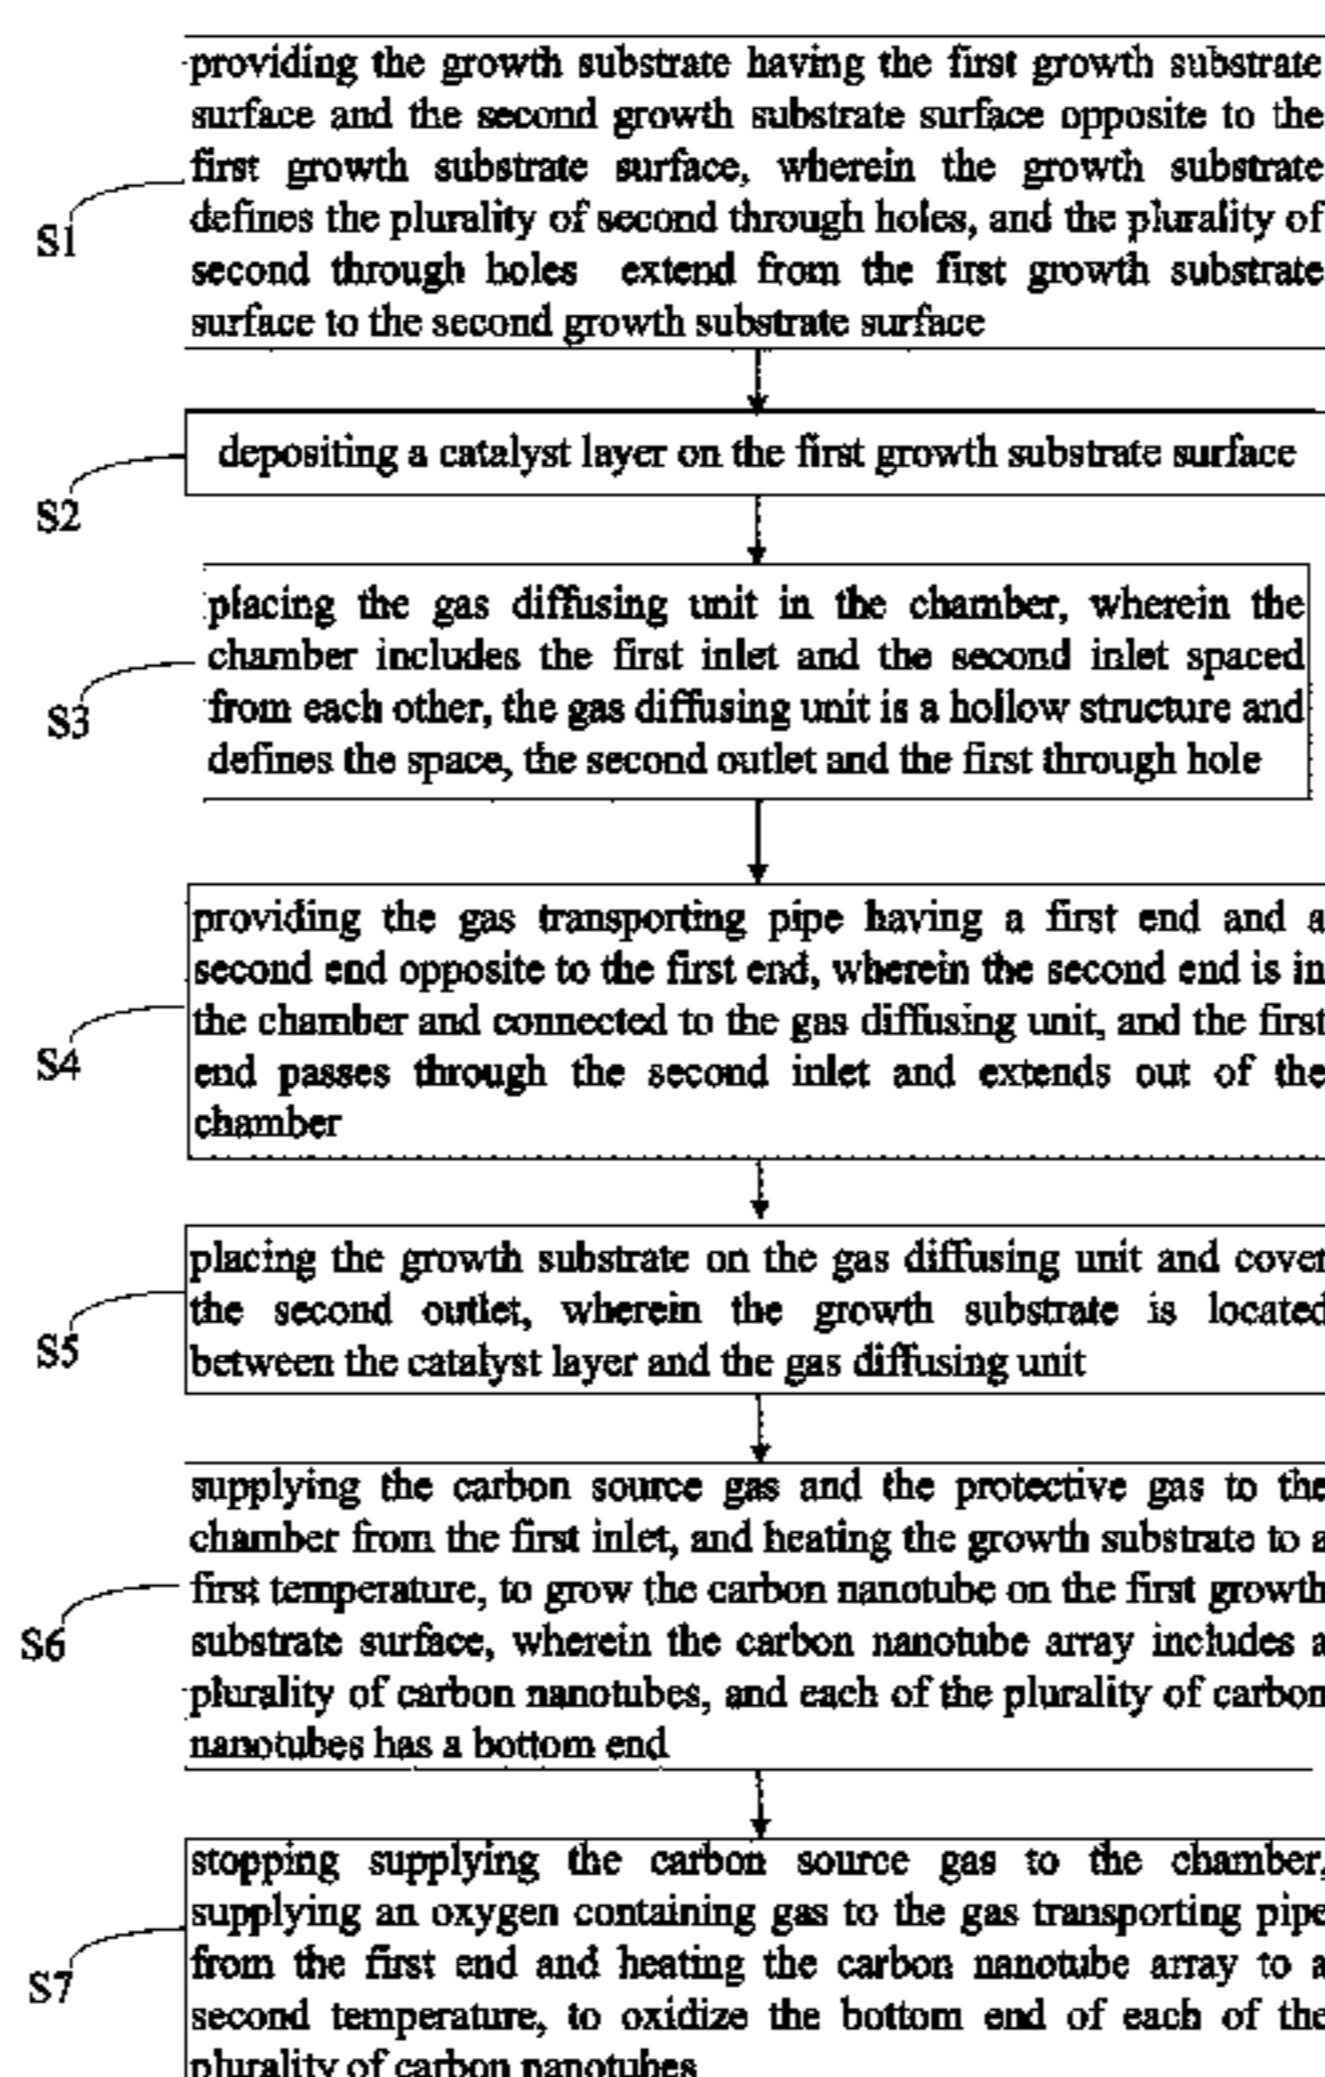 providing the growth substrate having the first growth substrate
surface and the second growth substrate surface opposite to the
first growth substrate surface, wherein the growth substrate
defines the plurality of second through holes, and the plurality of
second through holes extend from the first growth substrate
surface to the second growth substrate surface
S1
depositing a catalyst layer on the first growth substrate surface
S2
placing the gas diffusing unit in the chamber, wherein the
chamber includes the first inlet and the second inlet spaced
from each other, the gas diffusing unit is a hollow structure and
defines the space, the second outlet and the first through hole
S3
providing the gas transporting pipe having a first end and a
second end opposite to the first end, wherein the second end is in
the chamber and connected to the gas diffusing unit, and the first
end passes through the second inlet and extends out of the
chamber
S4
placing the growth substrate on the gas diffusing unit and cover
the second outlet, wherein the growth substrate is located
between the catalyst layer and the gas diffusing unit
S5
supplying the carbon source gas and the protective gas to the
chamber from the first inlet, and heating the growth substrate to a
first temperature, to grow the carbon nanotube on the first growth
substrate surface, wherein the carbon nanotube array includes a
plurality of carbon nanotubes, and each of the plurality of carbon
nanotubes has a bottom end
S6
stopping supplying the carbon source gas to the chamber,
supplying an oxygen containing gas to the gas transporting pipe
from the first end and heating the carbon nanotube array to a
second temperature, to oxidize the bottom end of each of the
plurality of carbon nanotubes
S7